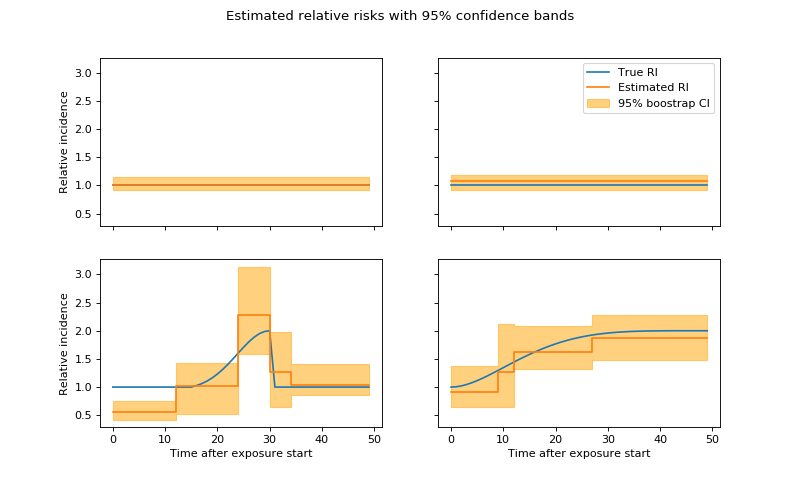 Estimated relative risks with 95% confidence bands
Relative incidence
3.0
2.5
2.0
1.5
1.0
0.5
True RI
Estimated RI
95% boostrap CI
Relative incidence
3.0
2.5
2.0
1.5
1.0
0.5
0 10 20 30 40 50
Time after exposure start
0 10 20 30 40 50
Time after exposure start